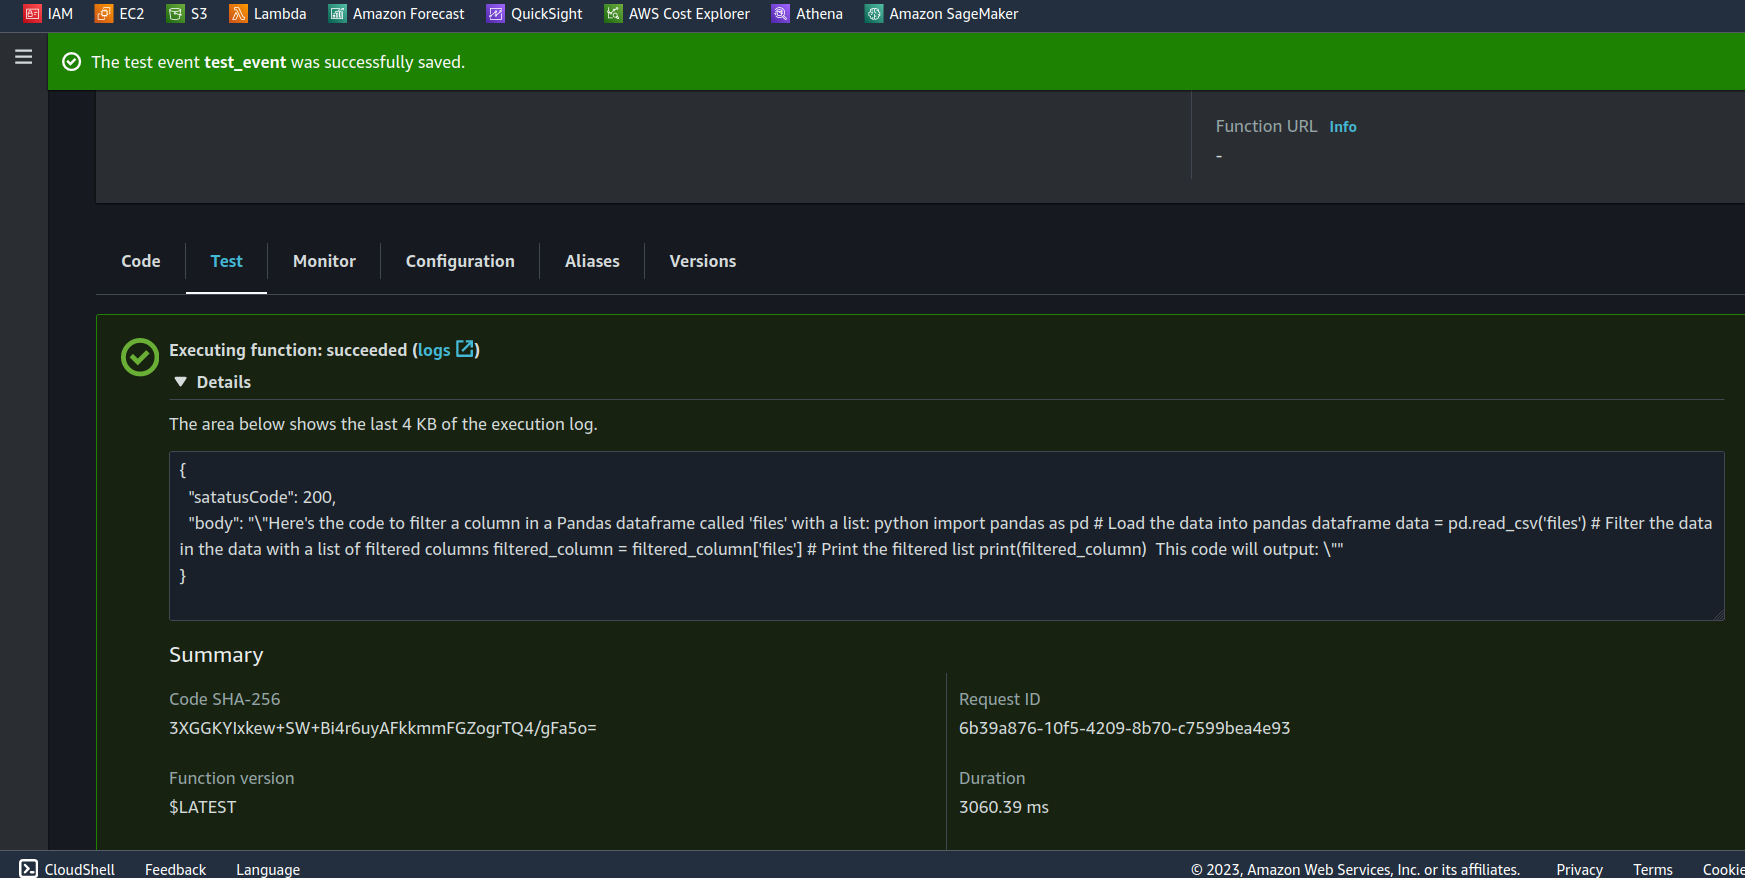 IAM EC2 S3 Lambda Amazon Forecast QuickSight AWS Cost Explorer Athena Amazon SageMaker
The test event test_event was successfully saved.
Function URL Info
-
Code Test Monitor Configuration Aliases Versions
Executing function: succeeded (logs)
Details
The area below shows the last 4 KB of the execution log.
{
"satatusCode": 200,
"body": "\"Here's the code to filter a column in a Pandas dataframe called 'files' with a list: python import pandas as pd # Load the data into pandas dataframe data = pd.read_csv('files') # Filter the data
in the data with a list of filtered columns filtered_column = filtered_column['files'] # Print the filtered list print(filtered_column)  This code will output: \""
}
Summary
Code SHA-256
3XGGKYIxkew+SW+Bi4r6uyAFkkmmFGZogrTQ4/gFa5o=
Request ID
6b39a876-10f5-4209-8b70-c7599bea4e93
Function version
$LATEST
Duration
3060.39 ms
CloudShell Feedback Language © 2023, Amazon Web Services, Inc. or its affiliates. Privacy Terms Cookie